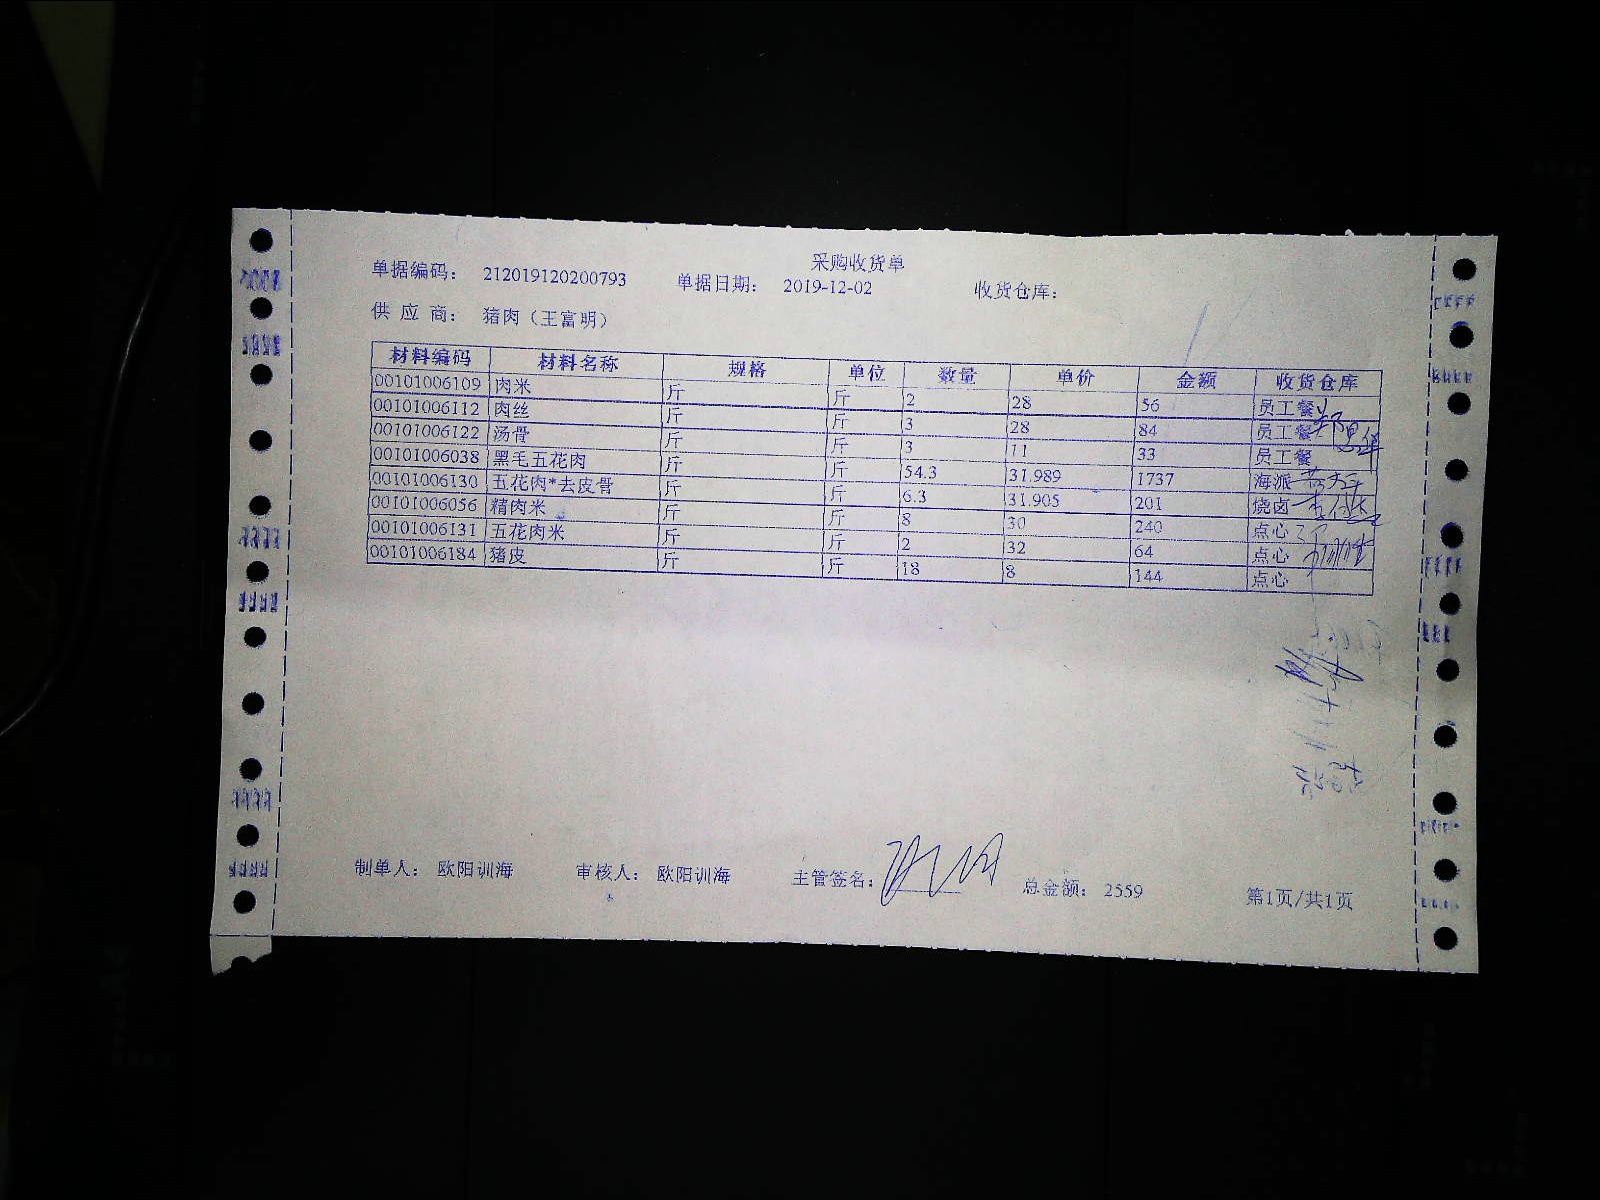 采购收货单
单据编码： 212019120200793 单据日期： 2019-12-02 收货仓库：
供 应 商： 猪肉（王富明）
材料编码 材料名称 规格 单位 数量 单价 金额 收货仓库
00101006109 肉米 斤 斤 2 28 56 员工餐
00101006112 肉丝 斤 斤 3 28 84 员工餐
00101006122 汤骨 斤 斤 3 11 33 员工餐
00101006038 黑毛五花肉 斤 斤 54.3 31.989 1737 海派
00101006130 五花肉*去皮骨 斤 斤 6.3 31.905 201 烧卤
00101006056 精肉米 斤 斤 8 30 240 点心
00101006131 五花肉米 斤 斤 2 32 64 点心
00101006184 猪皮 斤 斤 18 8 144 点心
制单人： 欧阳训海 审核人： 欧阳训海 主管签名： 总金额： 2559 第1页/共1页